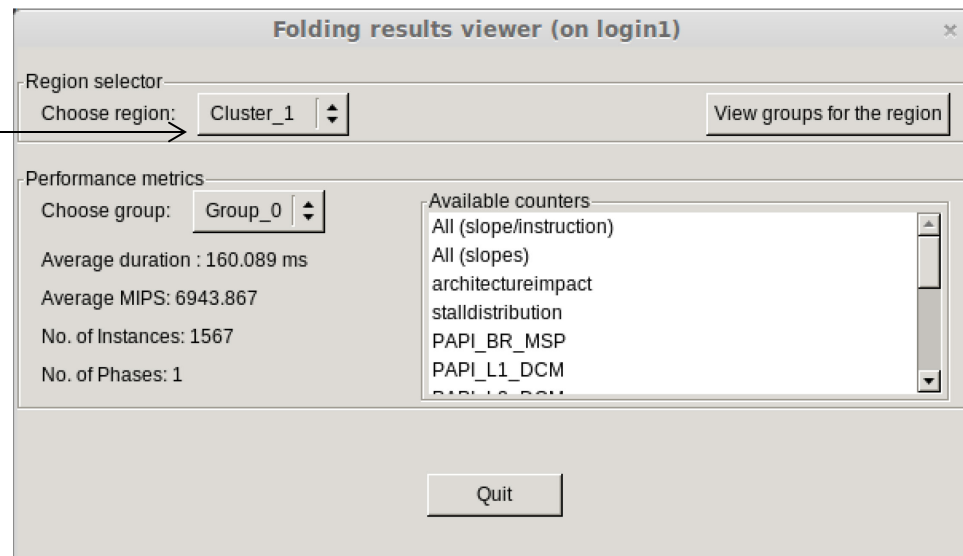 Folding results viewer (on login1)
Region selector
Choose region: Cluster_1 View groups for the region
Performance metrics
Choose group: Group_0
Average duration : 160.089 ms
Average MIPS: 6943.867
No. of Instances: 1567
No. of Phases: 1
Available counters
All (slope/instruction)
All (slopes)
architectureimpact
stalldistribution
PAPI_BR_MSP
PAPI_L1_DCM
Quit